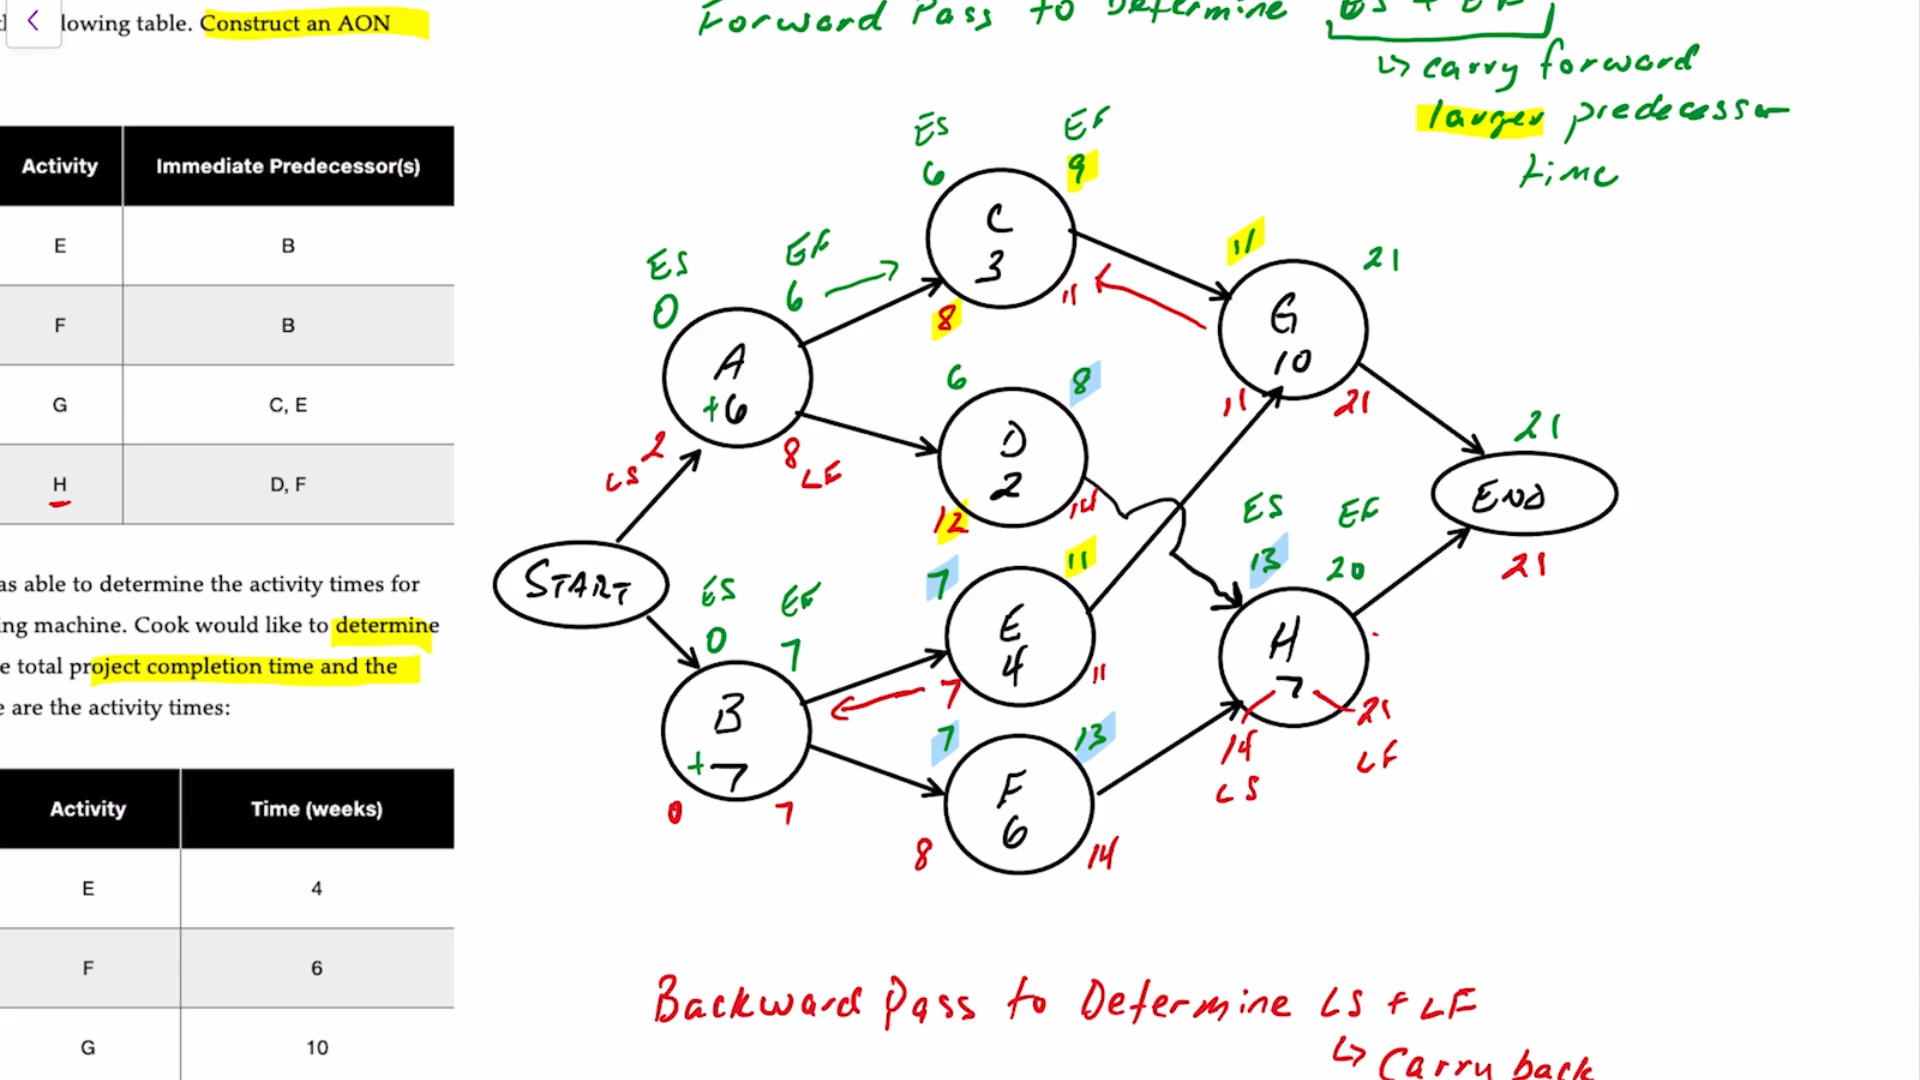 lowing table. Construct an AON
Activity Immediate Predecessor(s)
E B
F B
G C, E
H D, F
as able to determine the activity times for
ing machine. Cook would like to determine
e total project completion time and the
e are the activity times:
Activity Time (weeks)
E 4
F 6
G 10
Forward Pass to Determine ES + EF
↳ carry forward
larger predecessor
time
ES EF
6 9
C
3
8 11
ES EF
0 6
A
+6
2 8
LS LF
6 8
D
2
12 14
11 21
G
10
11 21
START
ES EF
0 7
B
+7
0 7
7 11
E
4
7 11
7 13
F
6
8 14
ES EF
13 20
H
7
14 21
LS LF
21
END
21
Backward Pass to Determine LS + LF
↳ Carry back